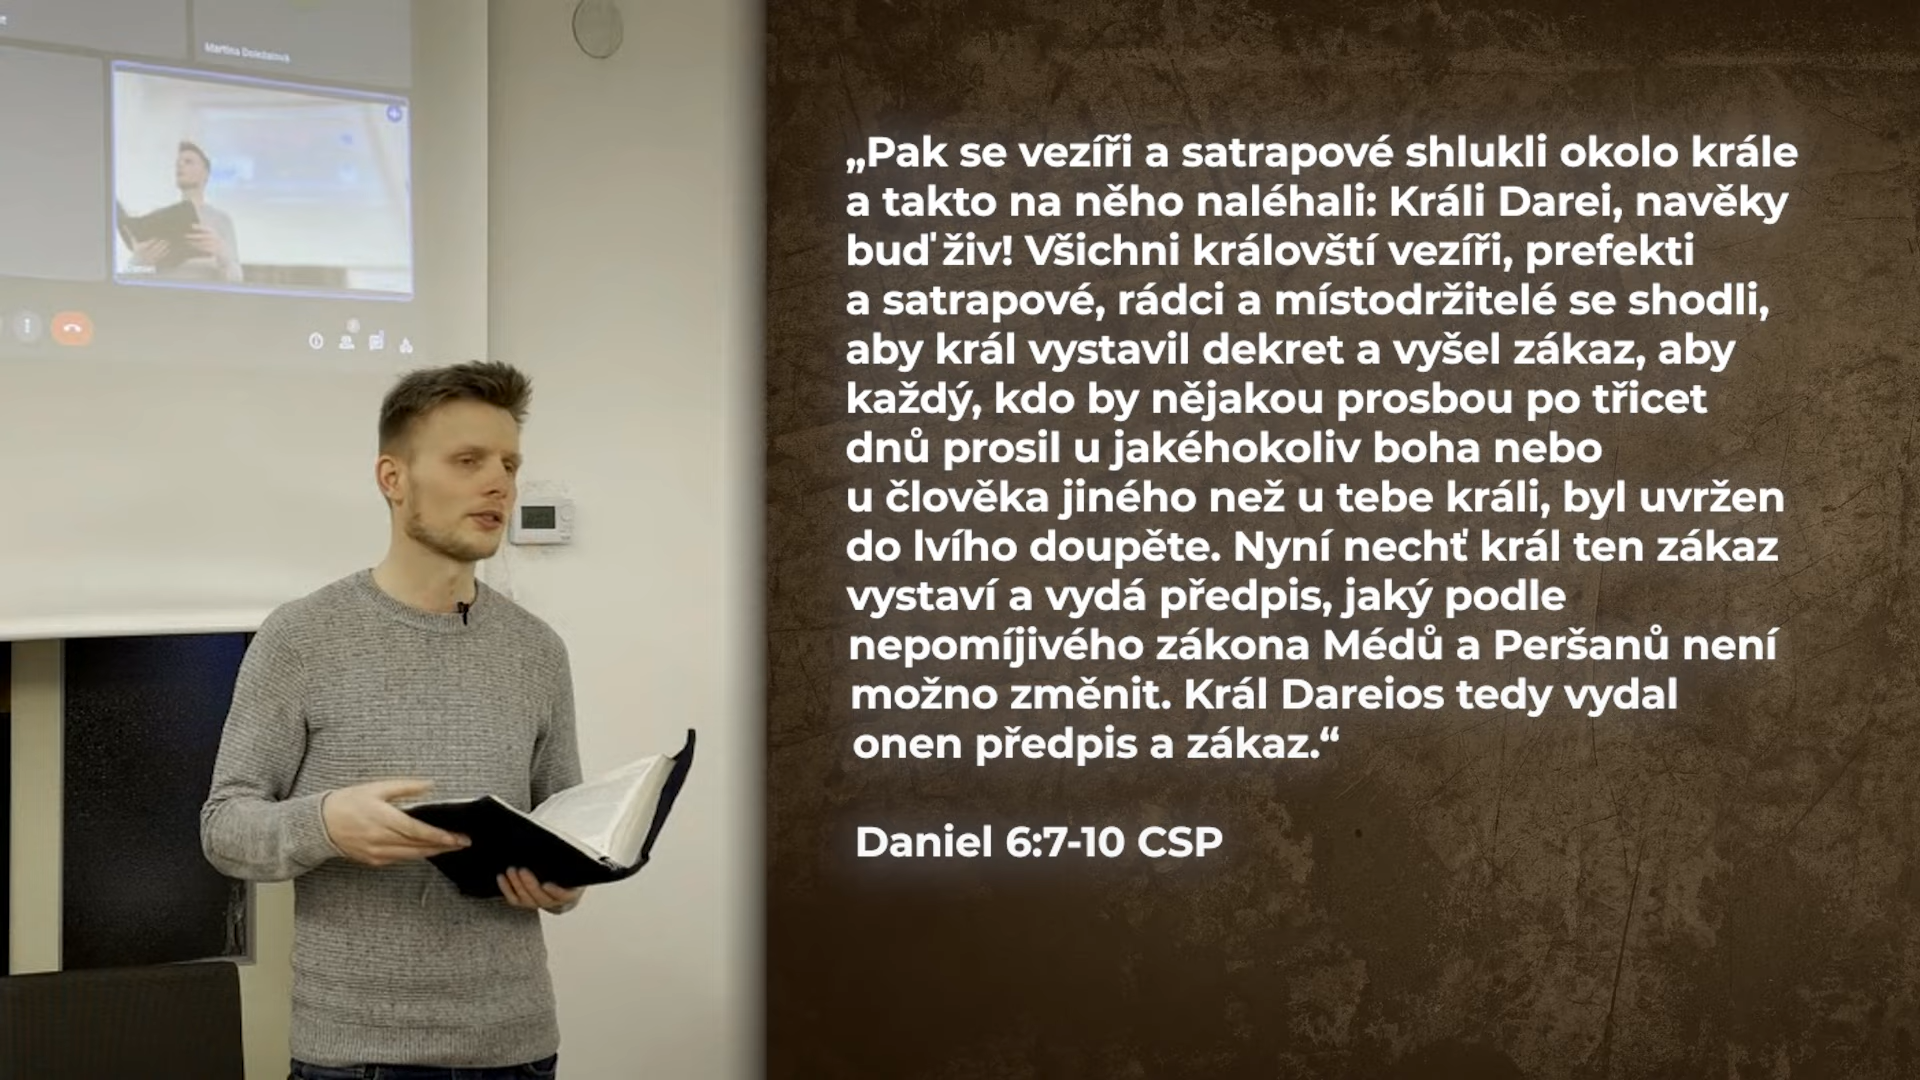 Martina Doležalová
„Pak se vezíři a satrapové shlukli okolo krále
a takto na něho naléhali: Králi Darei, navěky
buď živ! Všichni královští vezíři, prefekti
a satrapové, rádci a místodržitelé se shodli,
aby král vystavil dekret a vyšel zákaz, aby
každý, kdo by nějakou prosbou po třicet
dnů prosil u jakéhokoliv boha nebo
u člověka jiného než u tebe králi, byl uvržen
do lvího doupěte. Nyní nechť král ten zákaz
vystaví a vydá předpis, jaký podle
nepomíjivého zákona Médů a Peršanů není
možno změnit. Král Dareios tedy vydal
onen předpis a zákaz.“
Daniel 6:7-10 CSP